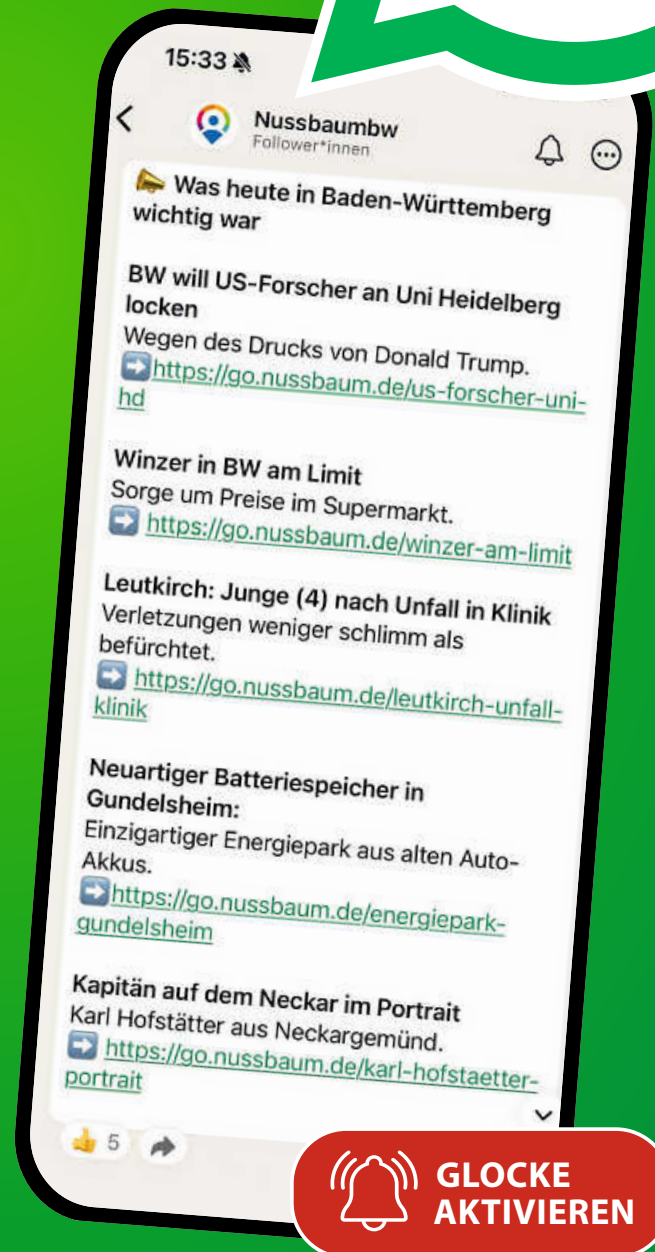 15:33
Nussbaumbw
Follower*innen
Was heute in Baden-Württemberg
wichtig war
BW will US-Forscher an Uni Heidelberg
locken
Wegen des Drucks von Donald Trump.
https://go.nussbaum.de/us-forscher-uni-
hd
Winzer in BW am Limit
Sorge um Preise im Supermarkt.
https://go.nussbaum.de/winzer-am-limit
Leutkirch: Junge (4) nach Unfall in Klinik
Verletzungen weniger schlimm als
befürchtet.
https://go.nussbaum.de/leutkirch-unfall-
klinik
Neuartiger Batteriespeicher in
Gundelsheim:
Einzigartiger Energiepark aus alten Auto-
Akkus.
https://go.nussbaum.de/energiepark-
gundelsheim
Kapitän auf dem Neckar im Portrait
Karl Hofstätter aus Neckargemünd.
https://go.nussbaum.de/karl-hofstaetter-
portrait
5
GLOCKE
AKTIVIEREN